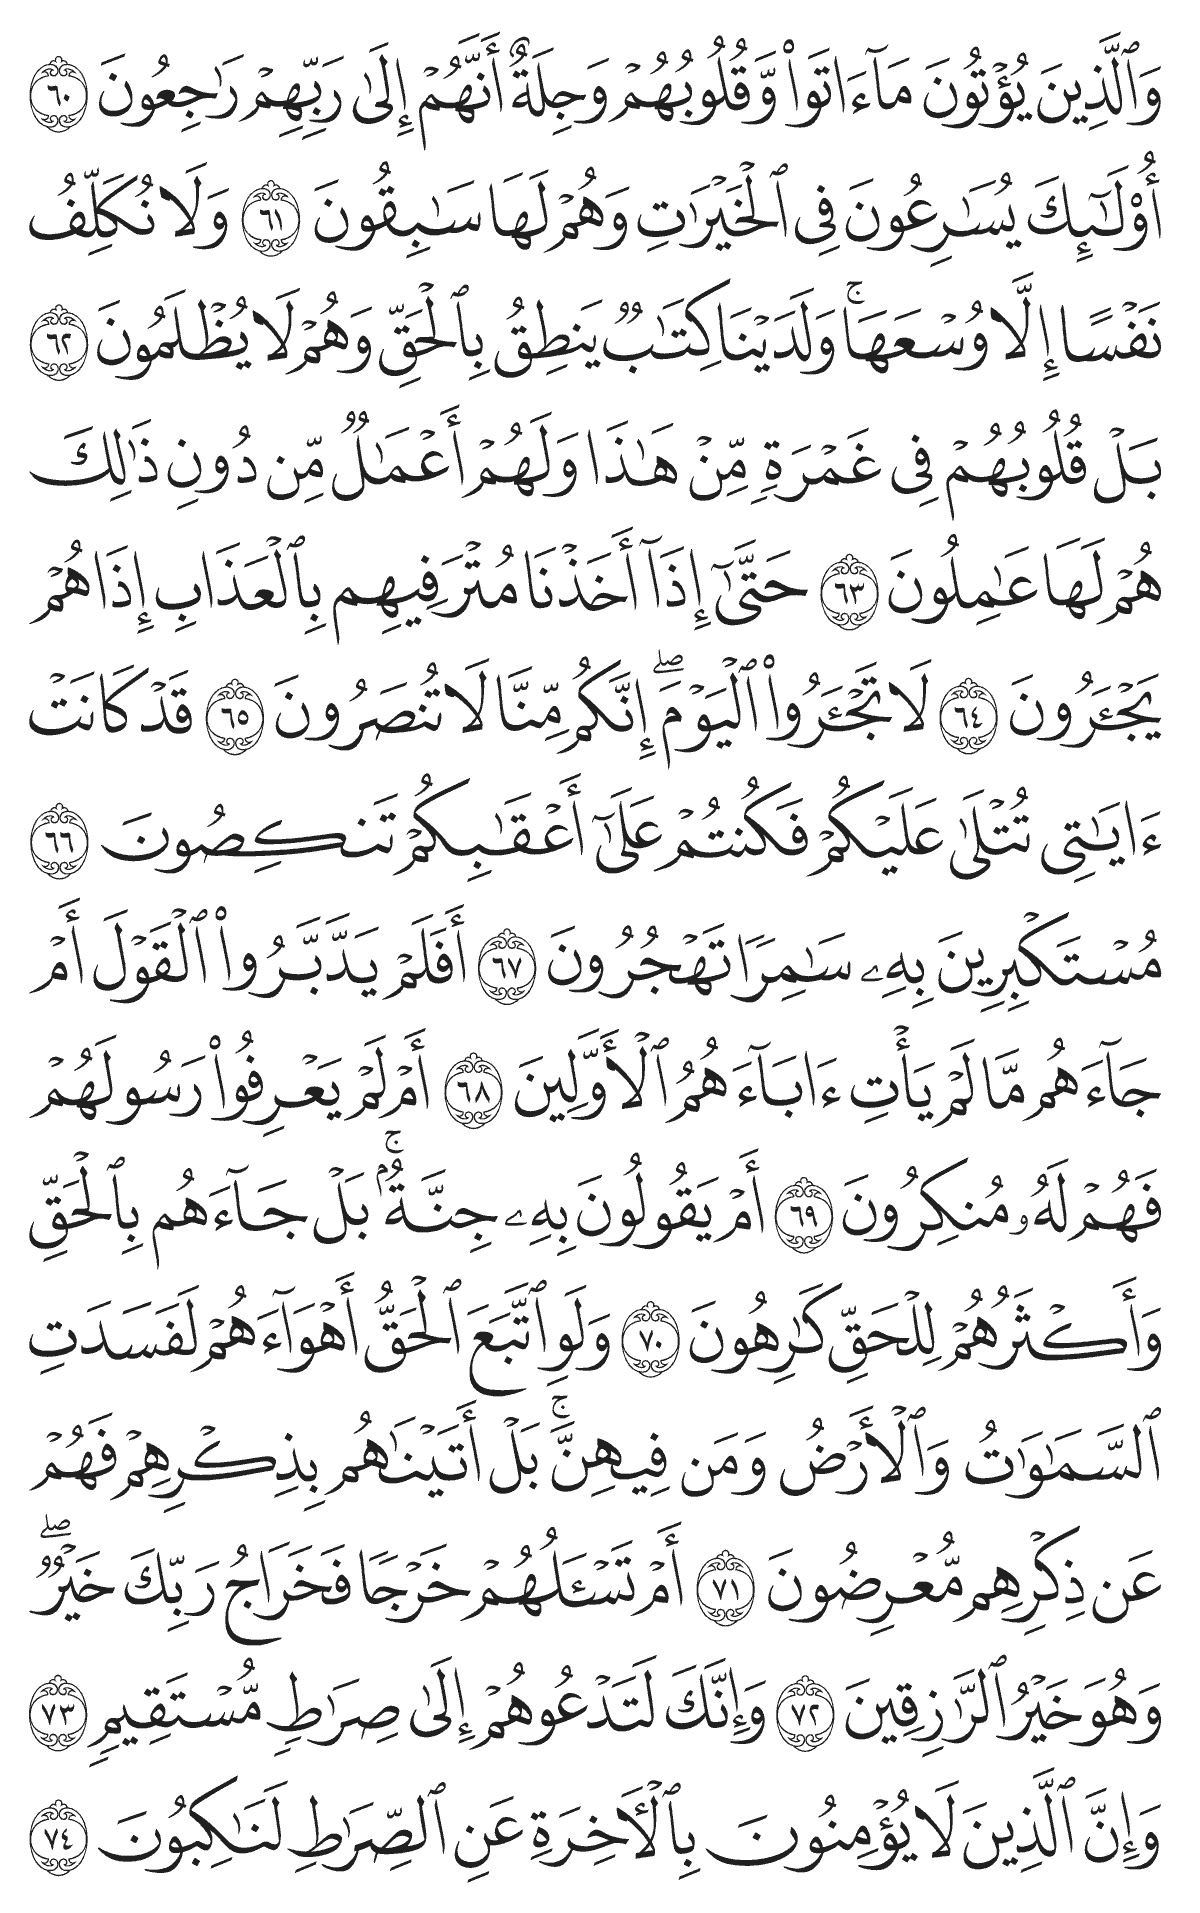 وَٱلَّذِينَ يُؤۡتُونَ مَآ ءَاتَواْ وَّقُلُوبُهُمۡ وَجِلَةٌ أَنَّهُمۡ إِلَىٰ رَبِّهِمۡ رَٰجِعُونَ ٦٠
أُوْلَٰٓئِكَ يُسَٰرِعُونَ فِي ٱلۡخَيۡرَٰتِ وَهُمۡ لَهَا سَٰبِقُونَ ٦١ وَلَا نُكَلِّفُ
نَفۡسًا إِلَّا وُسۡعَهَاۚ وَلَدَيۡنَا كِتَٰبٞ يَنطِقُ بِٱلۡحَقِّ وَهُمۡ لَا يُظۡلَمُونَ ٦٢
بَلۡ قُلُوبُهُمۡ فِي غَمۡرَةٖ مِّنۡ هَٰذَا وَلَهُمۡ أَعۡمَٰلٞ مِّن دُونِ ذَٰلِكَ
هُمۡ لَهَا عَٰمِلُونَ ٦٣ حَتَّىٰٓ إِذَآ أَخَذۡنَا مُتۡرَفِيهِم بِٱلۡعَذَابِ إِذَا هُمۡ
يَجۡـَٔرُونَ ٦٤ لَا تَجۡـَٔرُواْ ٱلۡيَوۡمَۖ إِنَّكُم مِّنَّا لَا تُنصَرُونَ ٦٥ قَدۡ كَانَتۡ
ءَايَٰتِي تُتۡلَىٰ عَلَيۡكُمۡ فَكُنتُمۡ عَلَىٰٓ أَعۡقَٰبِكُمۡ تَنكِصُونَ ٦٦
مُسۡتَكۡبِرِينَ بِهِۦ سَٰمِرٗا تَهۡجُرُونَ ٦٧ أَفَلَمۡ يَدَّبَّرُواْ ٱلۡقَوۡلَ أَمۡ
جَآءَهُم مَّا لَمۡ يَأۡتِ ءَابَآءَهُمُ ٱلۡأَوَّلِينَ ٦٨ أَمۡ لَمۡ يَعۡرِفُواْ رَسُولَهُمۡ
فَهُمۡ لَهُۥ مُنكِرُونَ ٦٩ أَمۡ يَقُولُونَ بِهِۦ جِنَّةُۢۚ بَلۡ جَآءَهُم بِٱلۡحَقِّ
وَأَكۡثَرُهُمۡ لِلۡحَقِّ كَٰرِهُونَ ٧٠ وَلَوِ ٱتَّبَعَ ٱلۡحَقُّ أَهۡوَآءَهُمۡ لَفَسَدَتِ
ٱلسَّمَٰوَٰتُ وَٱلۡأَرۡضُ وَمَن فِيهِنَّۚ بَلۡ أَتَيۡنَٰهُم بِذِكۡرِهِمۡ فَهُمۡ
عَن ذِكۡرِهِم مُّعۡرِضُونَ ٧١ أَمۡ تَسۡـَٔلُهُمۡ خَرۡجٗا فَخَرَاجُ رَبِّكَ خَيۡرٞۖ
وَهُوَ خَيۡرُ ٱلرَّٰزِقِينَ ٧٢ وَإِنَّكَ لَتَدۡعُوهُمۡ إِلَىٰ صِرَٰطٖ مُّسۡتَقِيمٖ ٧٣
وَإِنَّ ٱلَّذِينَ لَا يُؤۡمِنُونَ بِٱلۡأٓخِرَةِ عَنِ ٱلصِّرَٰطِ لَنَٰكِبُونَ ٧٤